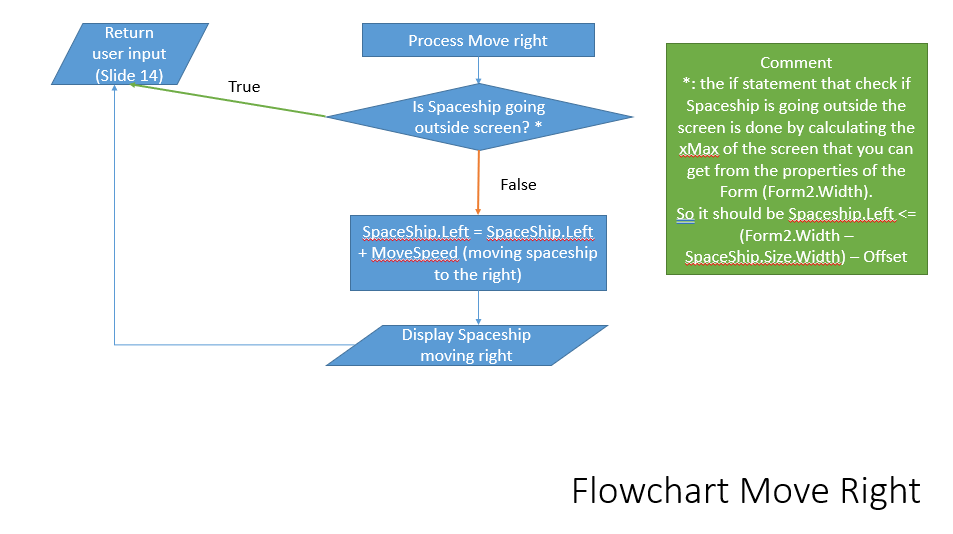 Return
user input
(Slide 14)
Process Move right
True
Is Spaceship going
outside screen? *
False
SpaceShip.Left = SpaceShip.Left
+ MoveSpeed (moving spaceship
to the right)
Display Spaceship
moving right
Comment
*: the if statement that check if
Spaceship is going outside the
screen is done by calculating the
xMax of the screen that you can
get from the properties of the
Form (Form2.Width).
So it should be Spaceship.Left <=
(Form2.Width –
SpaceShip.Size.Width) – Offset
Flowchart Move Right